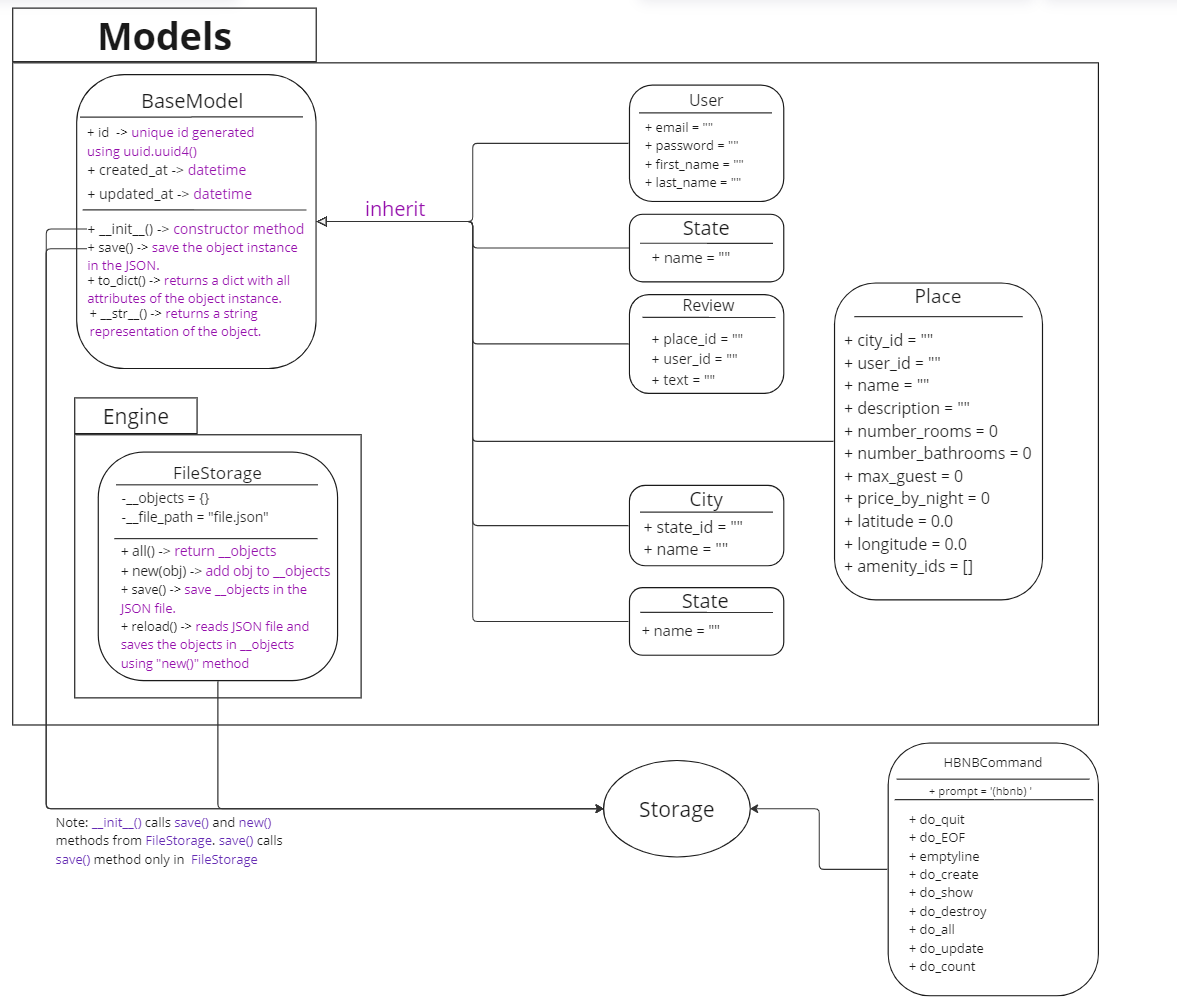 Models
BaseModel
+ id -> unique id generated
using uuid.uuid4()
+ created_at -> datetime
+ updated_at -> datetime
+ __init__() -> constructor method
+ save() -> save the object instance
in the JSON.
+ to_dict() -> returns a dict with all
attributes of the object instance.
+ __str__() -> returns a string
representation of the object.
inherit
User
+ email = ""
+ password = ""
+ first_name = ""
+ last_name = ""
State
+ name = ""
Review
+ place_id = ""
+ user_id = ""
+ text = ""
Place
+ city_id = ""
+ user_id = ""
+ name = ""
+ description = ""
+ number_rooms = 0
+ number_bathrooms = 0
+ max_guest = 0
+ price_by_night = 0
+ latitude = 0.0
+ longitude = 0.0
+ amenity_ids = []
City
+ state_id = ""
+ name = ""
State
+ name = ""
Engine
FileStorage
-__objects = {}
-__file_path = "file.json"
+ all() -> return __objects
+ new(obj) -> add obj to __objects
+ save() -> save __objects in the
JSON file.
+ reload() -> reads JSON file and
saves the objects in __objects
using "new()" method
Storage
Note: __init__() calls save() and new()
methods from FileStorage. save() calls
save() method only in FileStorage
HBNBCommand
+ prompt = '(hbnb) '
+ do_quit
+ do_EOF
+ emptyline
+ do_create
+ do_show
+ do_destroy
+ do_all
+ do_update
+ do_count